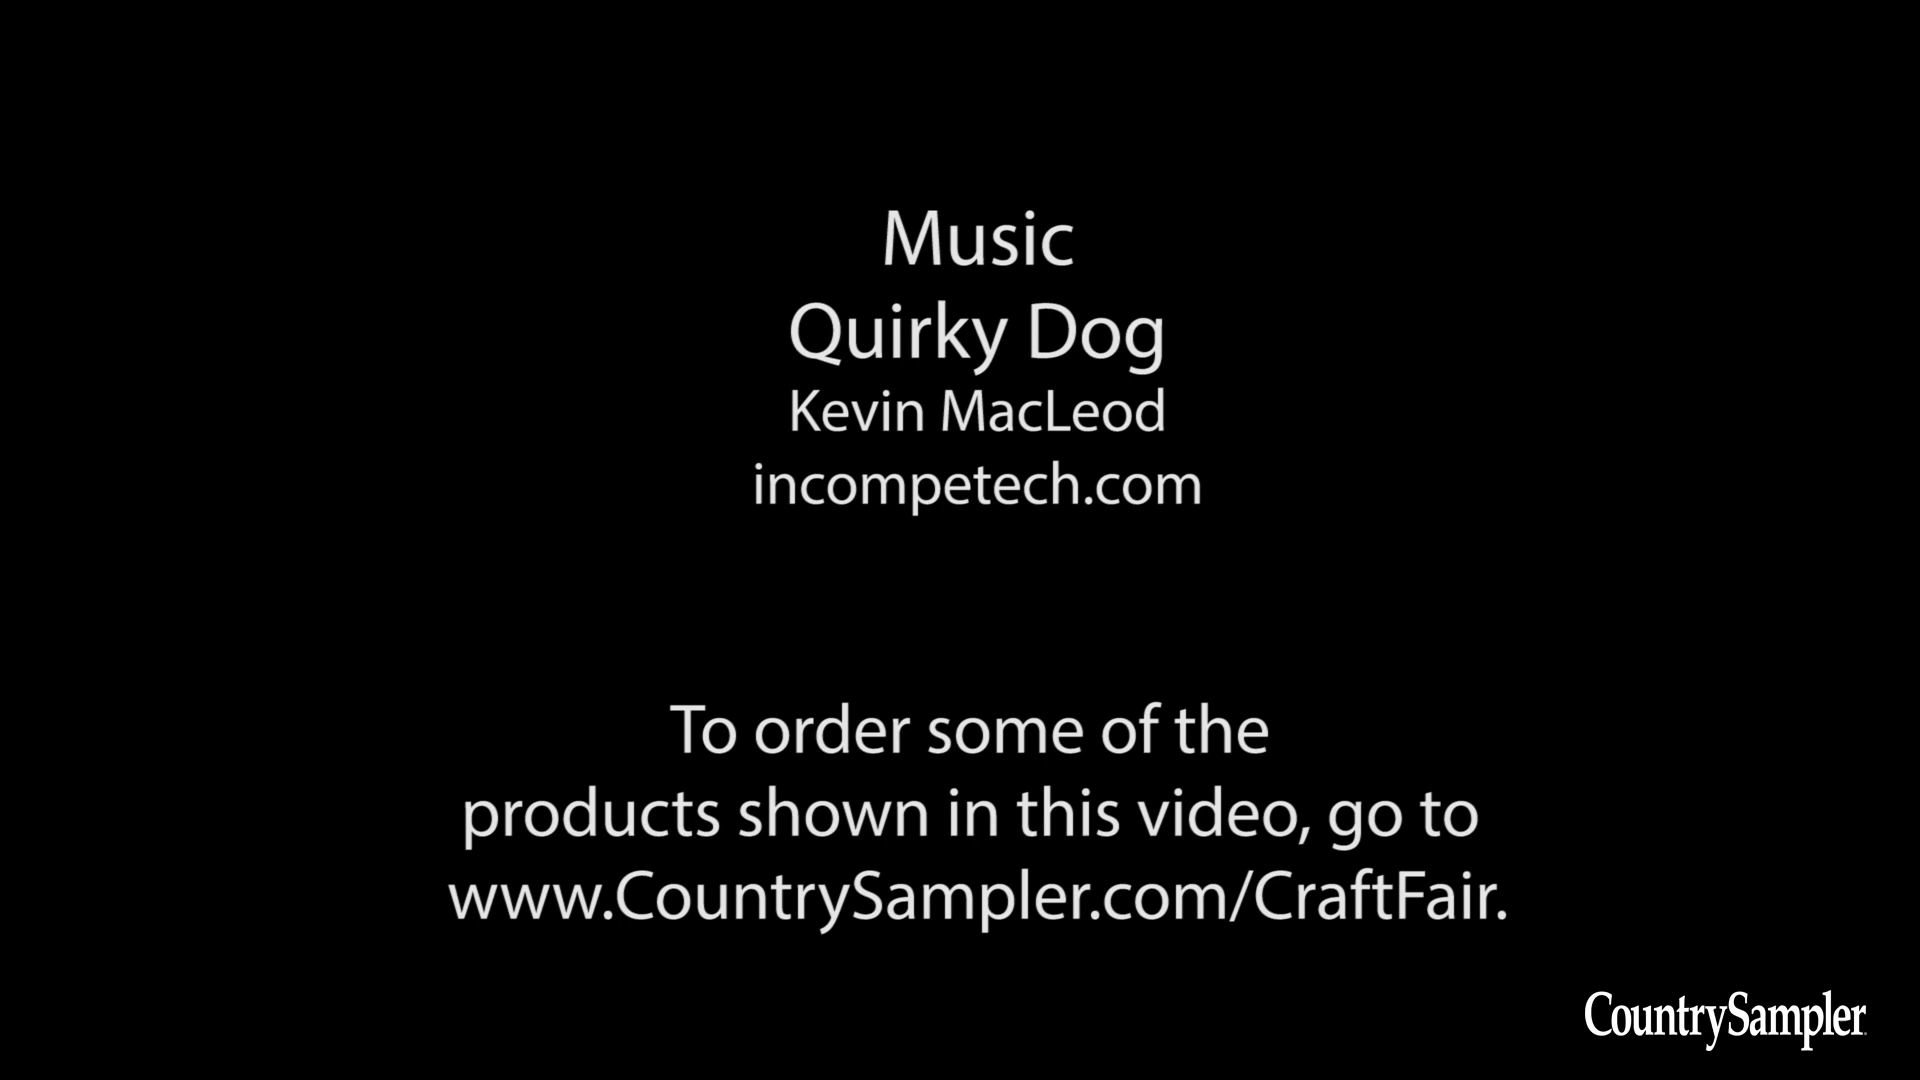 Music
Quirky Dog
Kevin MacLeod
incompetech.com
To order some of the
products shown in this video, go to
www.CountrySampler.com/CraftFair.
CountrySampler